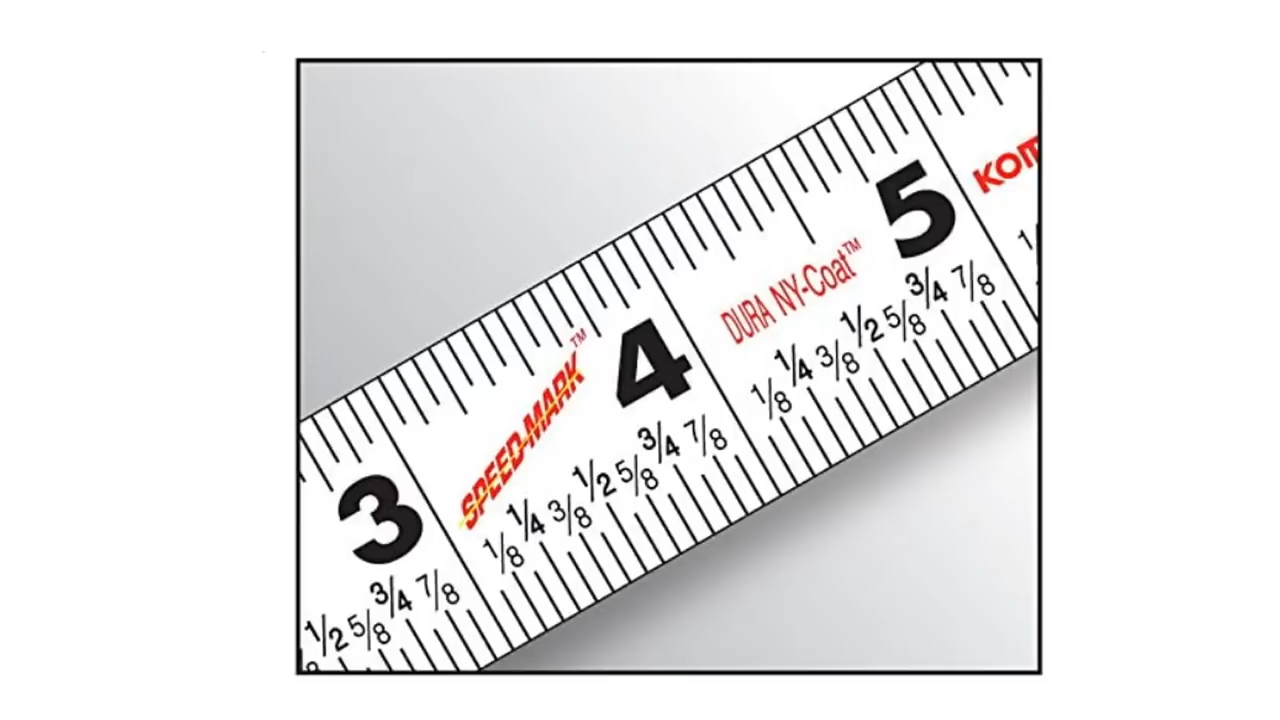 3
4
5
SPEED-MARK™
DURA NY-Coat™
1/2 5/8 3/4 7/8
1/8 1/4 3/8 1/2 5/8 3/4 7/8
1/8 1/4 3/8 1/2 5/8 3/4 7/8